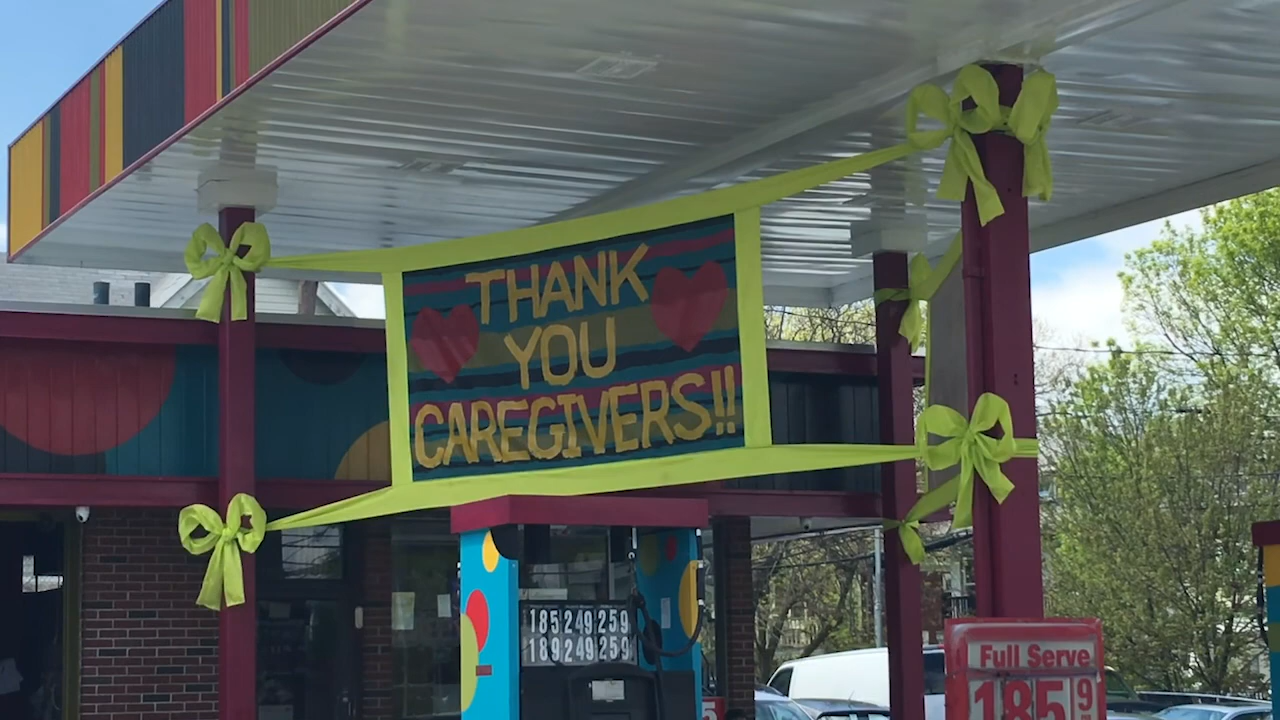 THANK
YOU
CAREGIVERS!!
185 249 259
189 249 259
Full Serve
185 9